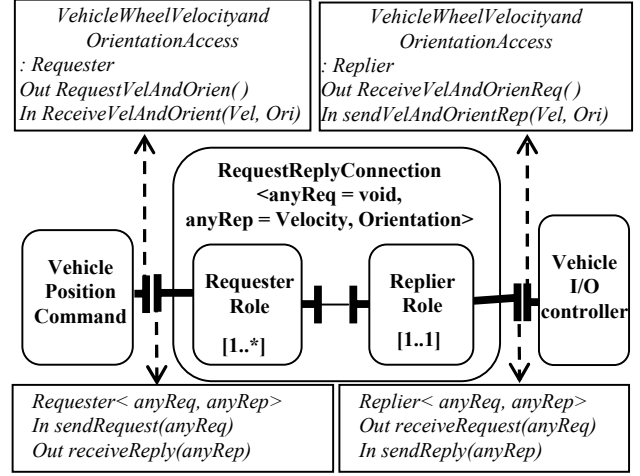 VehicleWheelVelocityand
OrientationAccess
: Requester
Out RequestVelAndOrien( )
In ReceiveVelAndOrient(Vel, Ori)
VehicleWheelVelocityand
OrientationAccess
: Replier
Out ReceiveVelAndOrienReq( )
In sendVelAndOrientRep(Vel, Ori)
RequestReplyConnection
<anyReq = void,
anyRep = Velocity, Orientation>
Vehicle
Position
Command
Requester
Role
[1..*]
Replier
Role
[1..1]
Vehicle
I/O
controller
Requester< anyReq, anyRep>
In sendRequest(anyReq)
Out receiveReply(anyRep)
Replier< anyReq, anyRep>
Out receiveRequest(anyReq)
In sendReply(anyRep)